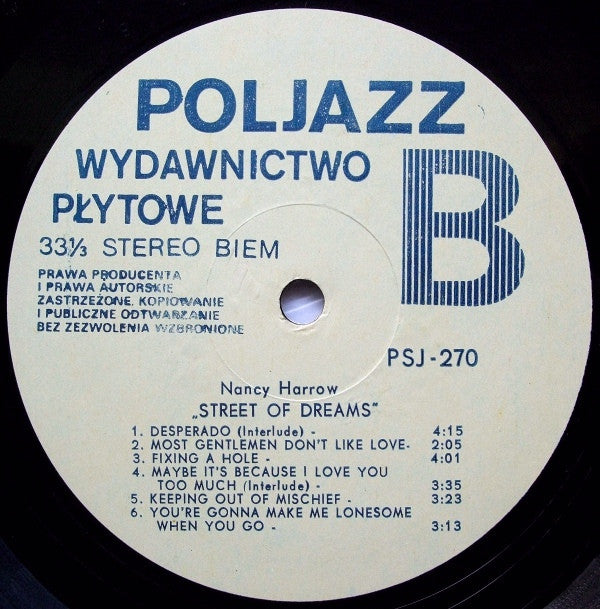 POLJAZZ
WYDAWNICTWO
PŁYTOWE
B
33⅓ STEREO BIEM
PRAWA PRODUCENTA
I PRAWA AUTORSKIE
ZASTRZEŻONE. KOPIOWANIE
I PUBLICZNE ODTWARZANIE
BEZ ZEZWOLENIA WZBRONIONE
PSJ-270
Nancy Harrow
„STREET OF DREAMS"
1. DESPERADO (Interlude) - 4:15
2. MOST GENTLEMEN DON'T LIKE LOVE- 2:05
3. FIXING A HOLE - 4:01
4. MAYBE IT'S BECAUSE I LOVE YOU
TOO MUCH (Interlude) - 3:35
5. KEEPING OUT OF MISCHIEF - 3:23
6. YOU'RE GONNA MAKE ME LONESOME
WHEN YOU GO - 3:13